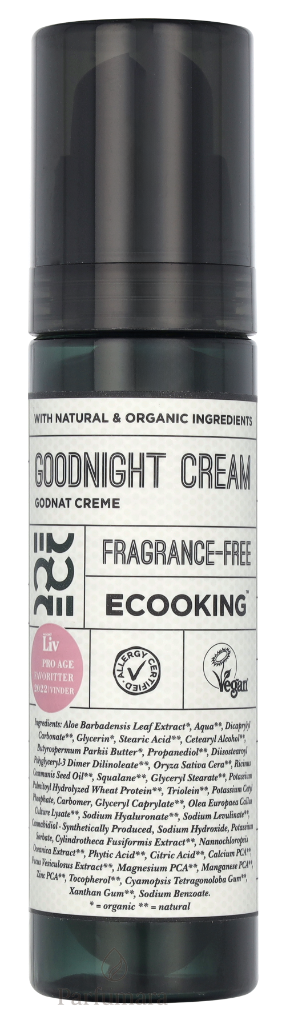 WITH NATURAL & ORGANIC INGREDIENTS
GOODNIGHT CREAM
GODNAT CREME
FRAGRANCE-FREE
ECOOKING™
Liv
PRO AGE
FAVORITTER
2022 VINDER
ALLERGY CERTIFIED
Vegan
Ingredients: Aloe Barbadensis Leaf Extract*, Aqua**, Dicaprylyl
Carbonate**, Glycerin*, Stearic Acid**, Cetearyl Alcohol**,
Butyrospermum Parkii Butter*, Propanediol**, Diisostearoyl
Polyglyceryl-3 Dimer Dilinoleate**, Oryza Sativa Cera**, Ricinus
Communis Seed Oil**, Squalane**, Glyceryl Stearate**, Potassium
Palmitoyl Hydrolyzed Wheat Protein**, Triolein**, Potassium Cetyl
Phosphate, Carbomer, Glyceryl Caprylate**, Olea Europaea Callus
Culture Lysate**, Sodium Hyaluronate**, Sodium Levulinate**,
Cannabidiol - Synthetically Produced, Sodium Hydroxide, Potassium
Sorbate, Cylindrotheca Fusiformis Extract**, Nannochloropsis
Oceanica Extract**, Phytic Acid**, Citric Acid**, Calcium PCA**,
Fucus Vesiculosus Extract**, Magnesium PCA**, Manganese PCA**,
Zinc PCA**, Tocopherol**, Cyamopsis Tetragonoloba Gum**,
Xanthan Gum**, Sodium Benzoate.
* = organic ** = natural
Parfumara